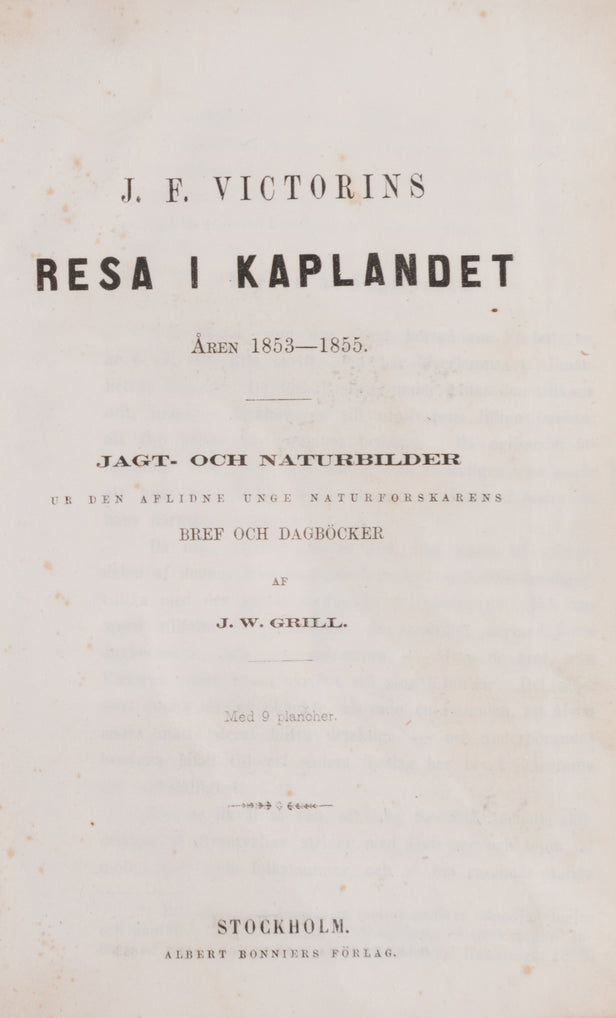 J. F. VICTORINS
RESA I KAPLANDET
ÅREN 1853—1855.
JAGT- OCH NATURBILDER
UR DEN AFLIDNE UNGE NATURFORSKARENS
BREF OCH DAGBÖCKER
AF
J. W. GRILL.
Med 9 plancher.
STOCKHOLM.
ALBERT BONNIERS FÖRLAG.